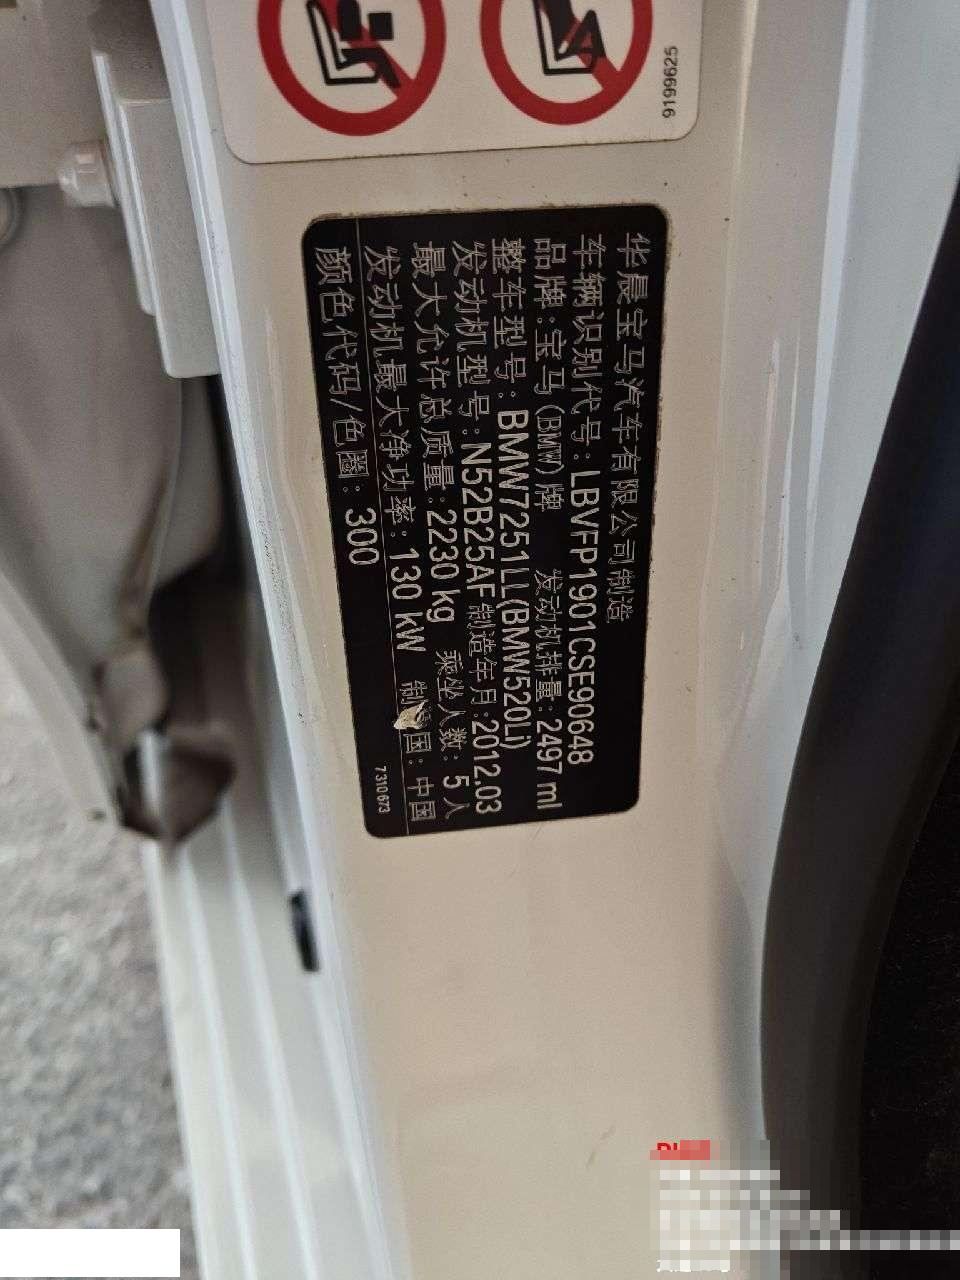 9199625
华晨宝马汽车有限公司制造
车辆识别代号:LBVFP1901CSE90648
品牌:宝马(BMW)牌 发动机排量:2497 ml
整车型号:BMW7251LL(BMW520Li)
发动机型号:N52B25AF 制造年月:2012.03
最大允许总质量:2230 kg 乘坐人数:5人
发动机最大净功率:130 kW 制 国:中国
颜色代码/色圈:300
7310673